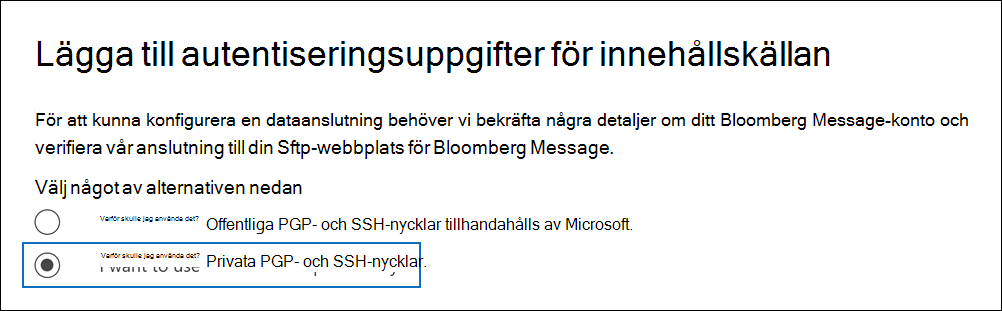 Lägga till autentiseringsuppgifter för innehållskällan
För att kunna konfigurera en dataanslutning behöver vi bekräfta några detaljer om ditt Bloomberg Message-konto och
verifiera vår anslutning till din Sftp-webbplats för Bloomberg Message.
Välj något av alternativen nedan
Varför skulle jag använda det? Offentliga PGP- och SSH-nycklar tillhandahålls av Microsoft.
Varför skulle jag använda det? Privata PGP- och SSH-nycklar.
I want to use